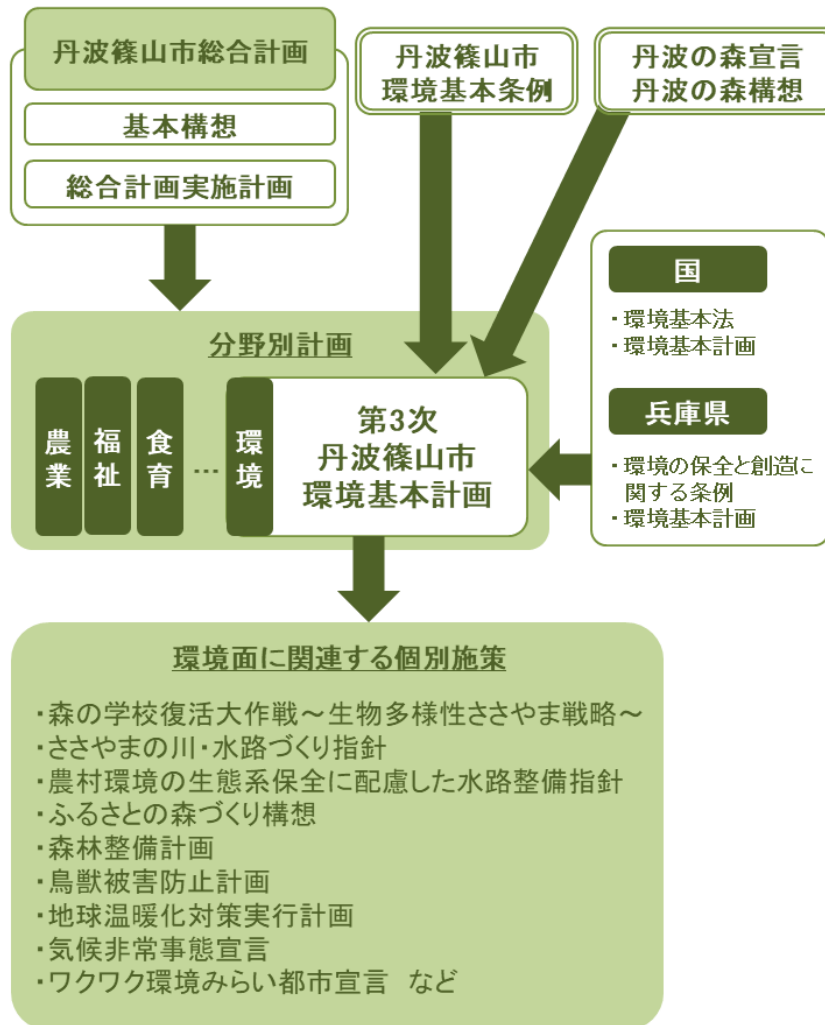 丹波篠山市総合計画
基本構想
総合計画実施計画
丹波篠山市
環境基本条例
丹波の森宣言
丹波の森構想
国
・環境基本法
・環境基本計画
兵庫県
・環境の保全と創造に
関する条例
・環境基本計画
分野別計画
農業
福祉
食育
…
環境
第3次
丹波篠山市
環境基本計画
環境面に関連する個別施策
・森の学校復活大作戦～生物多様性ささやま戦略～
・ささやまの川・水路づくり指針
・農村環境の生態系保全に配慮した水路整備指針
・ふるさとの森づくり構想
・森林整備計画
・鳥獣被害防止計画
・地球温暖化対策実行計画
・気候非常事態宣言
・ワクワク環境みらい都市宣言　など